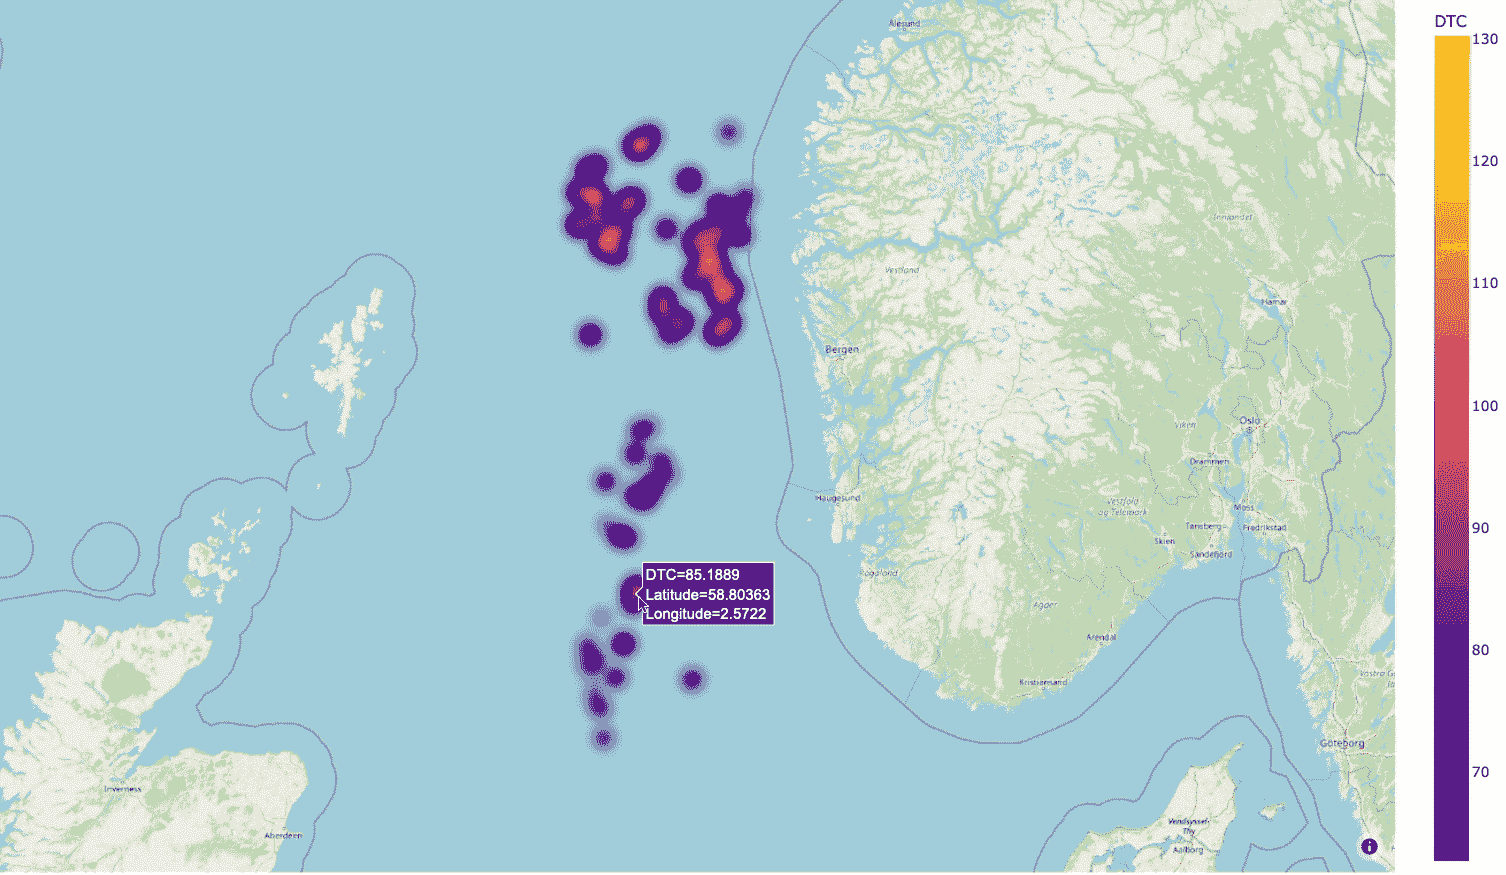 DTC
130
120
110
100
90
80
70
Ålesund
Innlandet
Vestland
Hamar
Bergen
Oslo
Viken
Drammen
Haugesund
Vestfold
og Telemark
Moss
Tønsberg
Fredrikstad
Skien
Sandefjord
Rogaland
DTC=85.1889
Latitude=58.80363
Longitude=2.5722
Agder
Arendal
Kristiansand
Göteborg
Inverness
Aberdeen
Vendsyssel-
Thy
Aalborg
i